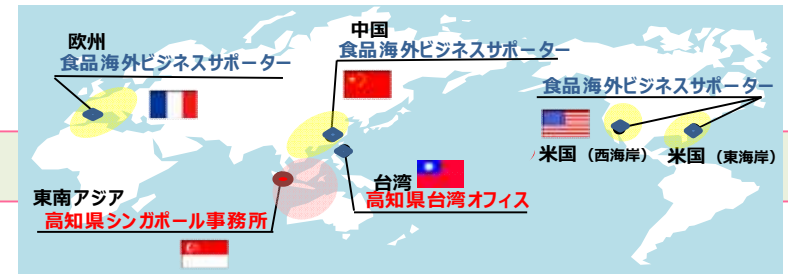 欧州
食品海外ビジネスサポーター
中国
食品海外ビジネスサポーター
食品海外ビジネスサポーター
米国（西海岸）
米国（東海岸）
東南アジア
高知県シンガポール事務所
台湾
高知県台湾オフィス